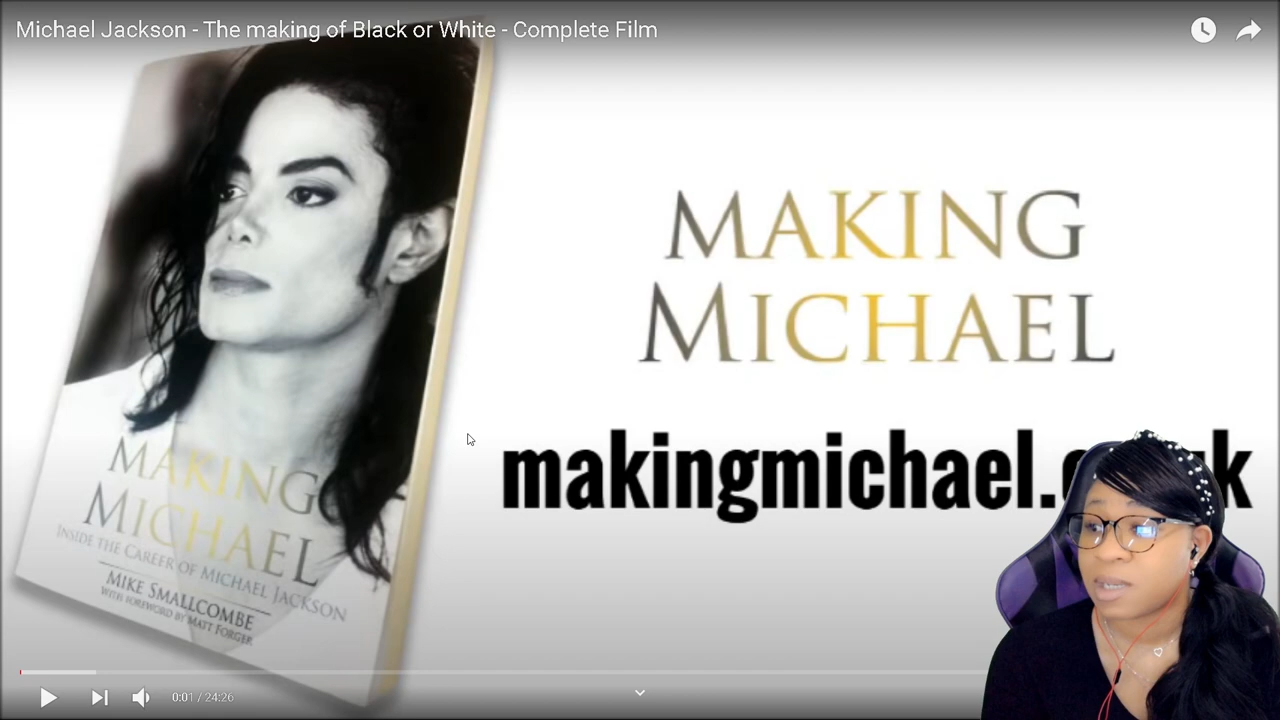 Michael Jackson - The making of Black or White - Complete Film
MAKING
MICHAEL
makingmichael.
k
MAKING
MICHAEL
INSIDE THE CAREER OF MICHAEL JACKSON
MIKE SMALLCOMBE
WITH FOREWORD BY MATT FORGER
0:01 / 24:26